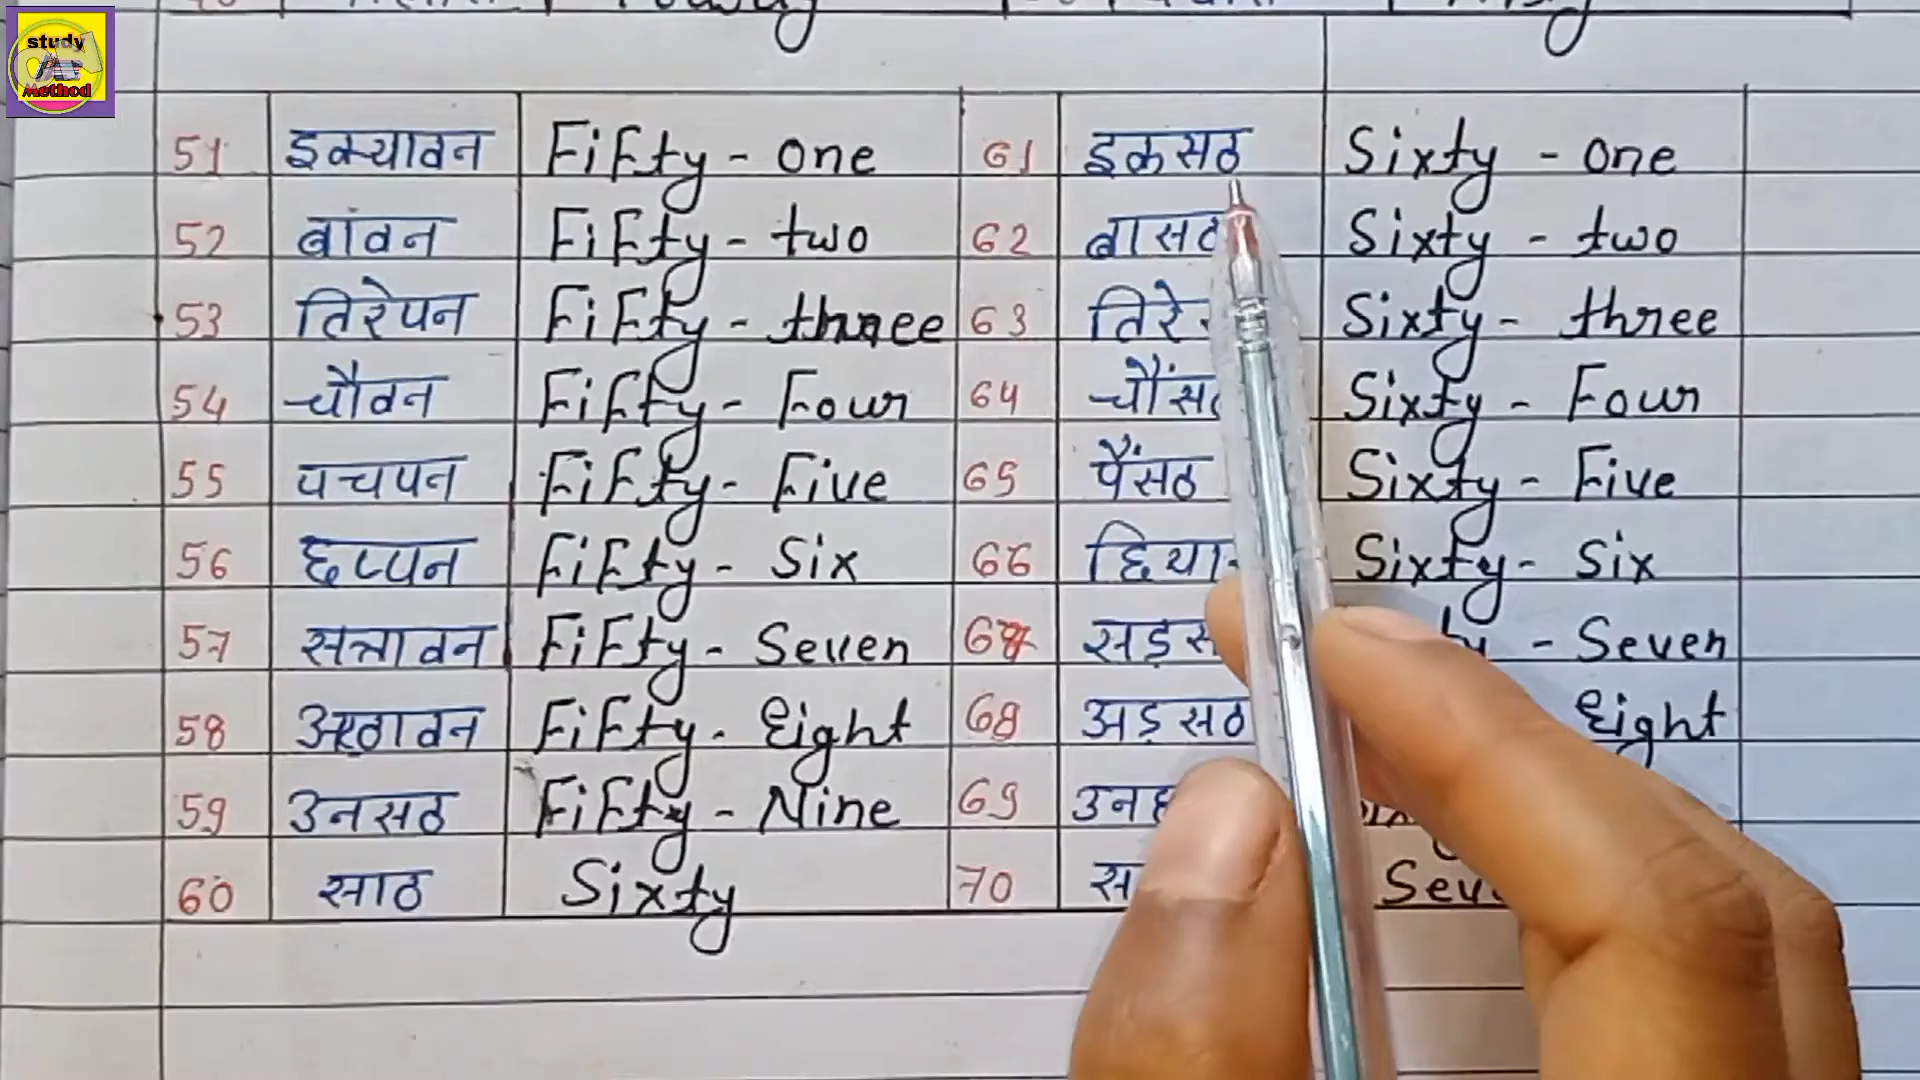 study
Method
51 इक्यावन Fifty - one 61 इकसठ Sixty - one
52 बांवन Fifty - two 62 बासठ Sixty - two
53 तिरेपन Fifty - three 63 Sixty - three
54 चौवन Fifty - Four 64 Sixty - Four
55 पचपन Fifty - Five 65 पैंसठ Sixty - Five
56 छप्पन Fifty - Six 66 Sixty - Six
57 सत्तावन Fifty - Seven 67 - Seven
58 अठ्ठावन Fifty - Eight 68 अड़सठ Eight
59 उनसठ Fifty - Nine 69
60 साठ Sixty 70